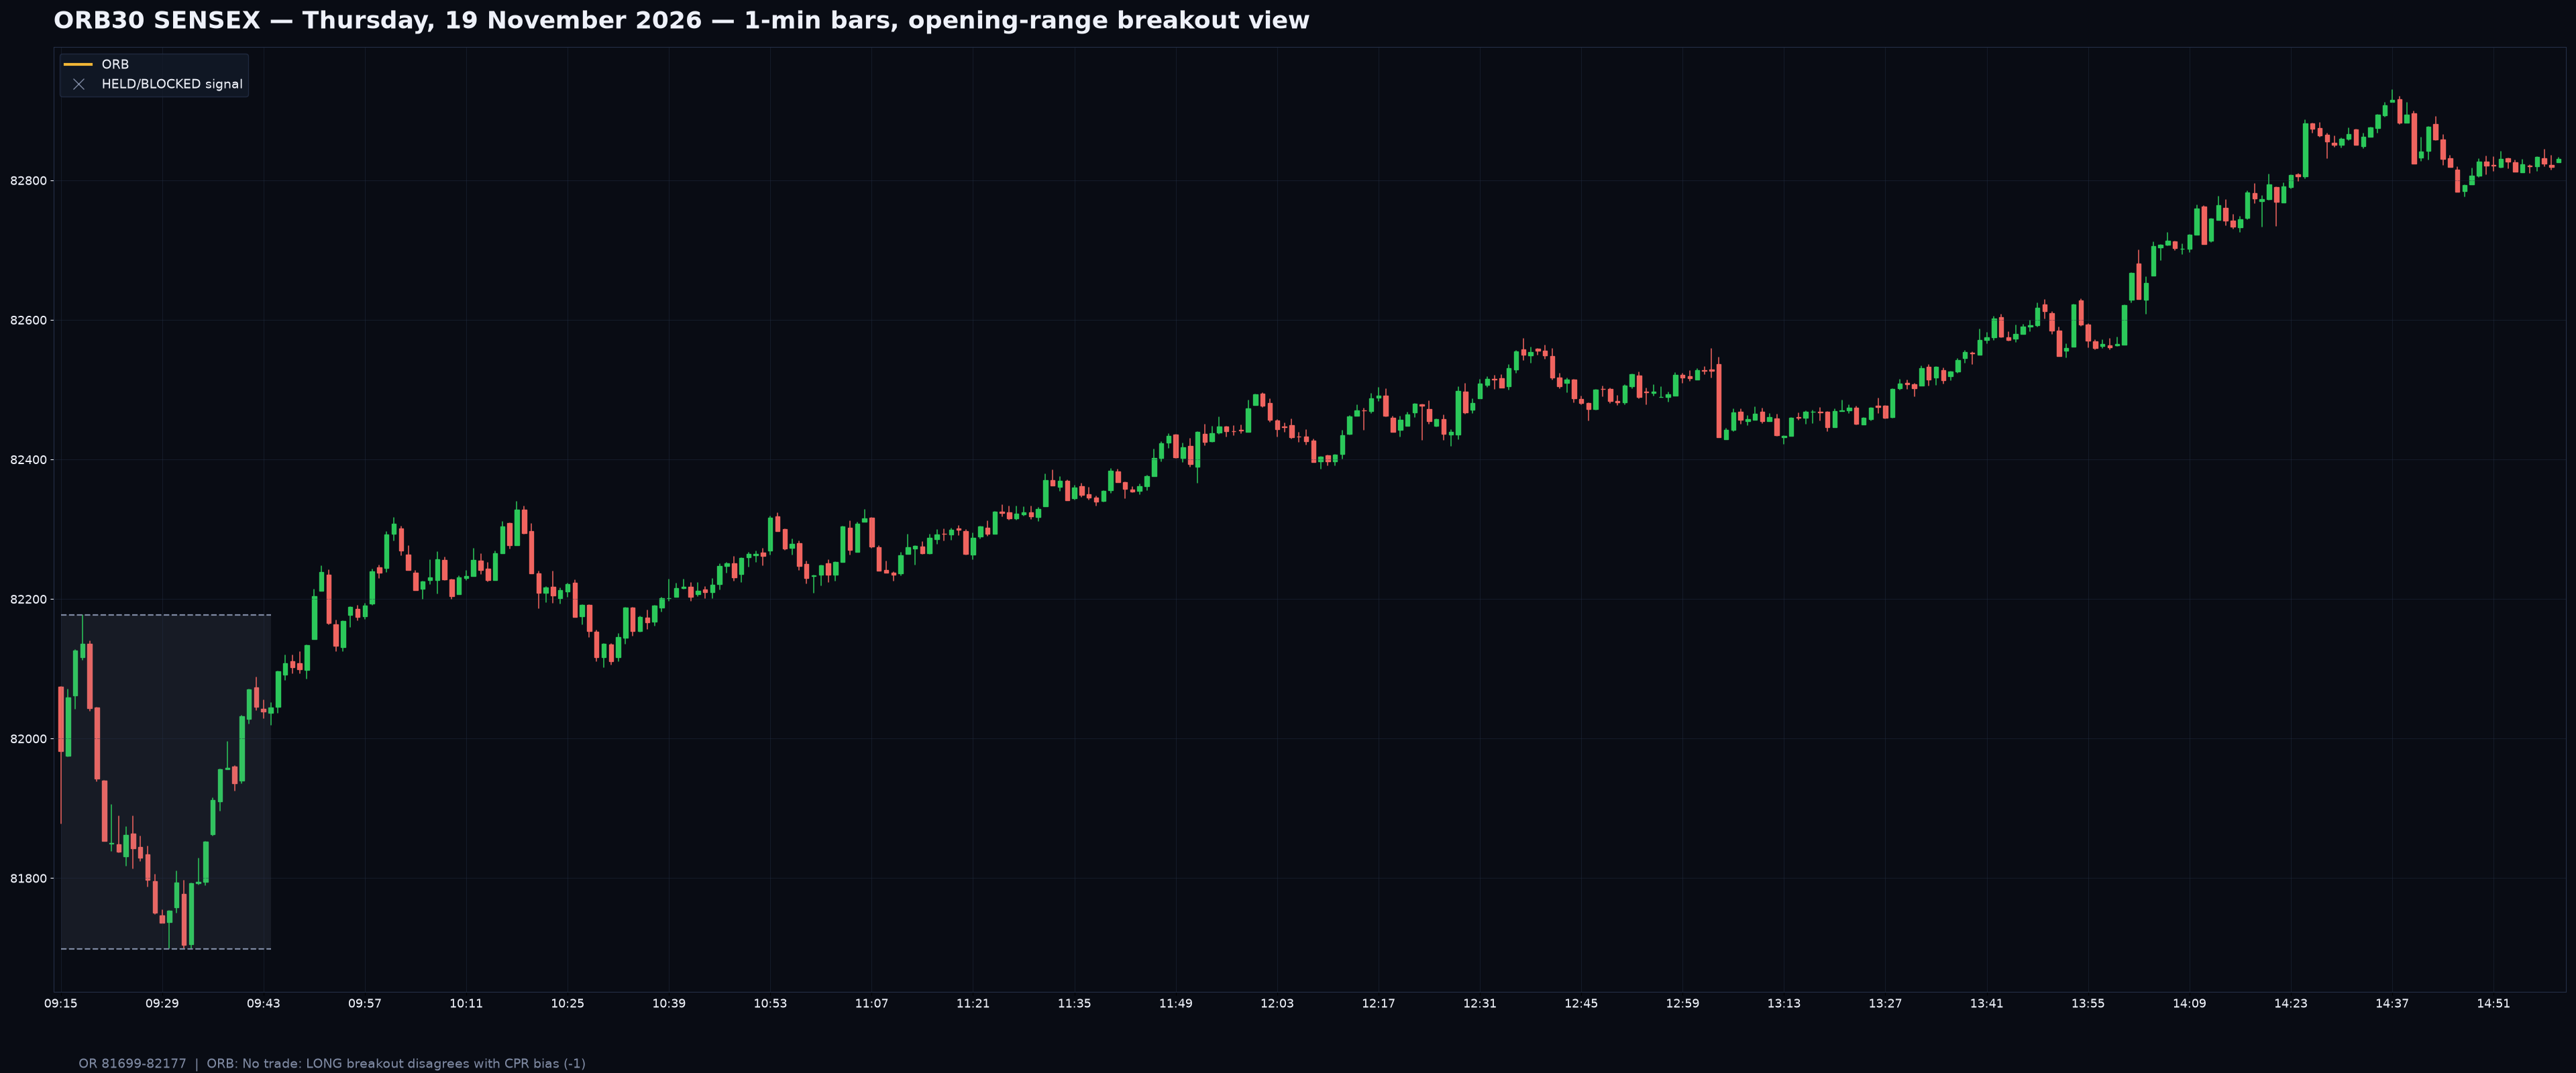 ORB30 SENSEX — Thursday, 19 November 2026 — 1-min bars, opening-range breakout view
ORB
HELD/BLOCKED signal
82800
82600
82400
82200
82000
81800
09:15 09:29 09:43 09:57 10:11 10:25 10:39 10:53 11:07 11:21 11:35 11:49 12:03 12:17 12:31 12:45 12:59 13:13 13:27 13:41 13:55 14:09 14:23 14:37 14:51
OR 81699-82177 | ORB: No trade: LONG breakout disagrees with CPR bias (-1)